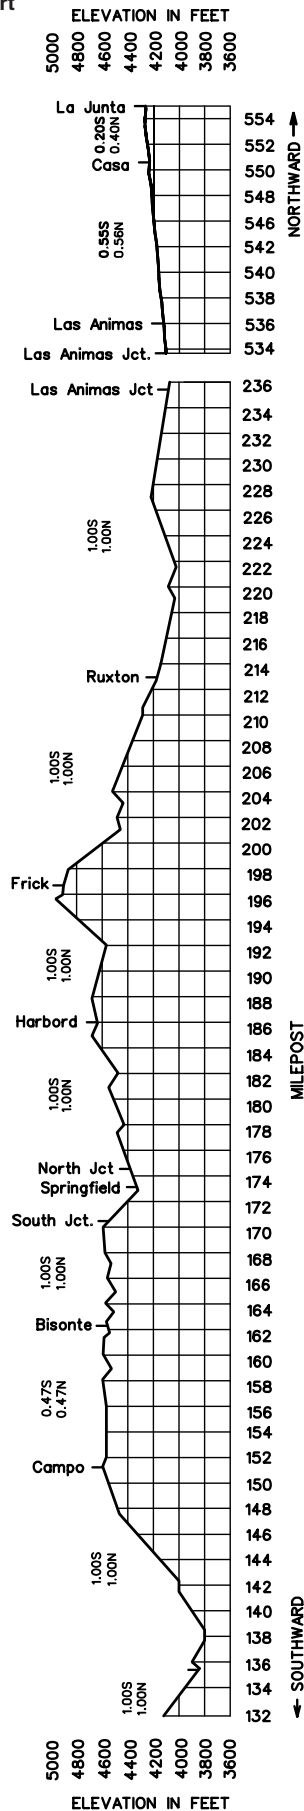 rt
ELEVATION IN FEET
5000 4800 4600 4400 4200 4000 3800 3600
La Junta
0.20S
0.40N
554
552
Casa
550
548
0.55S
0.56N
546
542
540
538
Las Animas
536
Las Animas Jct.
534
NORTHWARD
Las Animas Jct
236
234
232
230
228
226
1.00S
1.00N
224
222
220
218
216
Ruxton
214
212
210
208
1.00S
1.00N
206
204
202
200
198
Frick
196
194
192
1.00S
1.00N
190
188
Harbord
186
184
182
1.00S
1.00N
180
178
176
North Jct
174
Springfield
172
South Jct.
170
168
1.00S
1.00N
166
164
Bisonte
162
160
158
0.47S
0.47N
156
154
152
Campo
150
148
146
144
1.00S
1.00N
142
140
138
136
134
1.00S
1.00N
132
MILEPOST
SOUTHWARD
5000 4800 4600 4400 4200 4000 3800 3600
ELEVATION IN FEET